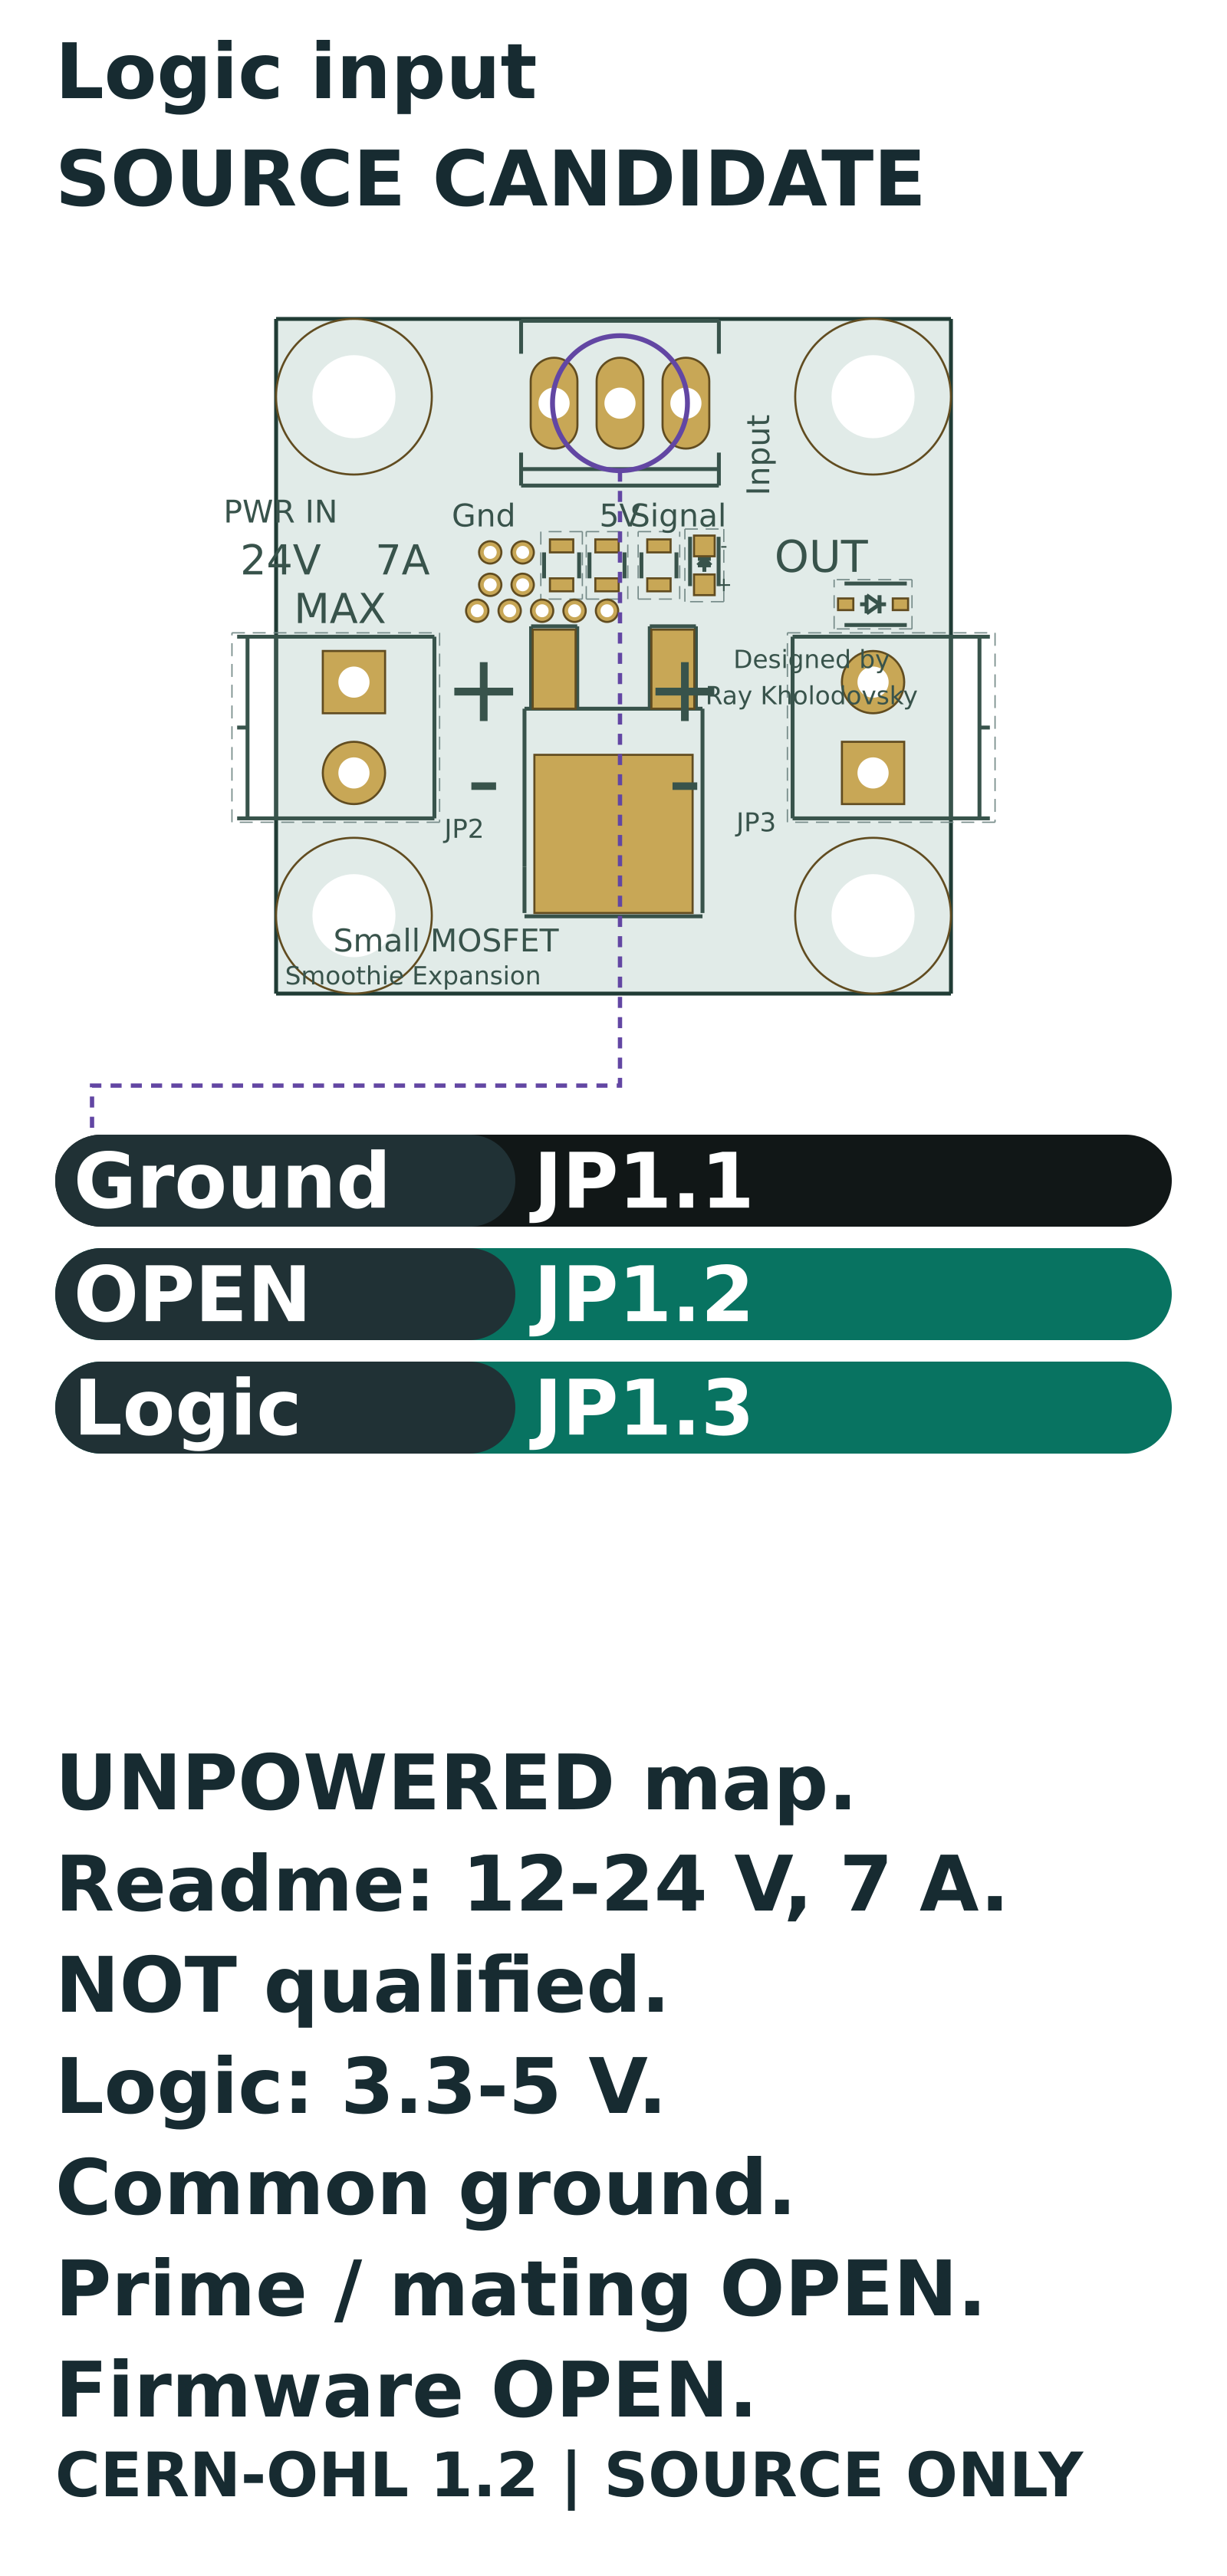 Logic input
SOURCE CANDIDATE
Input
PWR IN
Gnd 5V Signal
24V 7A
OUT
MAX
-
+
Designed by
Ray Kholodovsky
+ +
- -
JP2
JP3
Small MOSFET
Smoothie Expansion
Ground JP1.1
OPEN JP1.2
Logic JP1.3
UNPOWERED map.
Readme: 12-24 V, 7 A.
NOT qualified.
Logic: 3.3-5 V.
Common ground.
Prime / mating OPEN.
Firmware OPEN.
CERN-OHL 1.2 | SOURCE ONLY